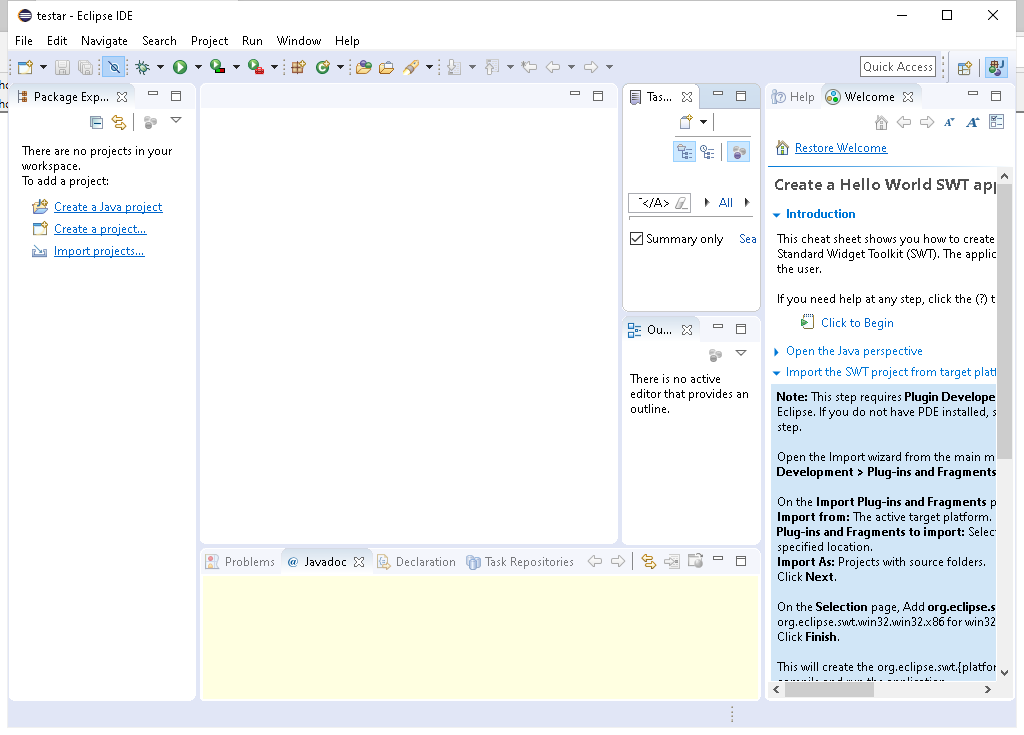 testar - Eclipse IDE
File Edit Navigate Search Project Run Window Help
Quick Access
Package Exp...
There are no projects in your
workspace.
To add a project:
Create a Java project
Create a project...
Import projects...
Tas...
"</A>
All
Summary only Sea
Ou...
There is no active
editor that provides an
outline.
Problems @ Javadoc Declaration Task Repositories
Help Welcome
Restore Welcome
Create a Hello World SWT app
Introduction
This cheat sheet shows you how to create
Standard Widget Toolkit (SWT). The applic
the user.
If you need help at any step, click the (?) t
Click to Begin
Open the Java perspective
Import the SWT project from target platf
Note: This step requires Plugin Develope
Eclipse. If you do not have PDE installed, s
step.
Open the Import wizard from the main m
Development > Plug-ins and Fragments
On the Import Plug-ins and Fragments p
Import from: The active target platform.
Plug-ins and Fragments to import: Selec
specified location.
Import As: Projects with source folders.
Click Next.
On the Selection page, Add org.eclipse.s
org.eclipse.swt.win32.win32.x86 for win32
Click Finish.
This will create the org.eclipse.swt.{platfor
compile and run the application